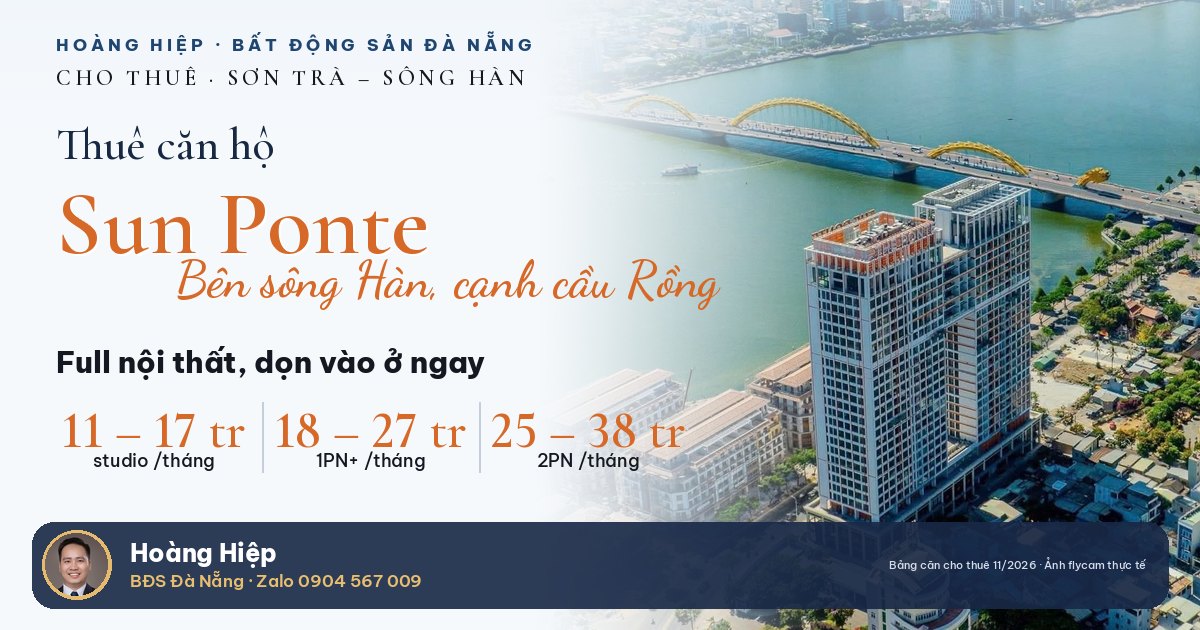 HOÀNG HIỆP · BẤT ĐỘNG SẢN ĐÀ NẴNG
CHO THUÊ · SƠN TRÀ – SÔNG HÀN
Thuê căn hộ
Sun Ponte
Bên sông Hàn, cạnh cầu Rồng
Full nội thất, dọn vào ở ngay
11 – 17 tr
studio /tháng
18 – 27 tr
1PN+ /tháng
25 – 38 tr
2PN /tháng
Hoàng Hiệp
BĐS Đà Nẵng · Zalo 0904 567 009
Bảng căn cho thuê 11/2026 · Ảnh flycam thực tế